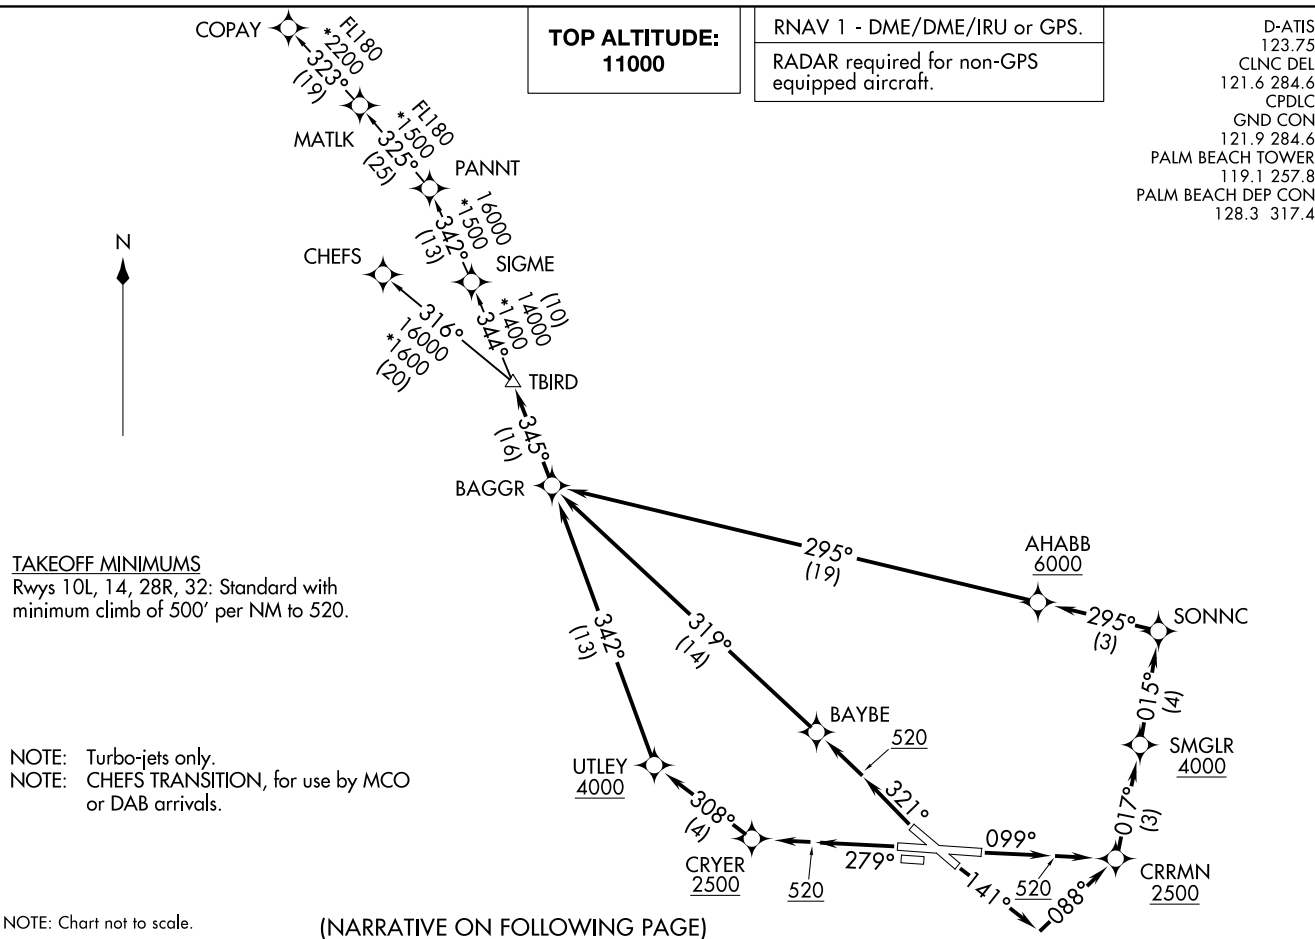 COPAY
FL180
*2200
323°
(19)
MATLK
FL180
*1500
325°
(25)
PANNT
16000
*1500
342°
(13)
SIGME
(10)
14000
*1400
344°
CHEFS
316°
16000
*1600
(20)
TBIRD
345°
(16)
BAGGR
N
TOP ALTITUDE:
11000
RNAV 1 - DME/DME/IRU or GPS.
RADAR required for non-GPS
equipped aircraft.
D-ATIS
123.75
CLNC DEL
121.6 284.6
CPDLC
GND CON
121.9 284.6
PALM BEACH TOWER
119.1 257.8
PALM BEACH DEP CON
128.3 317.4
TAKEOFF MINIMUMS
Rwys 10L, 14, 28R, 32: Standard with
minimum climb of 500' per NM to 520.
NOTE: Turbo-jets only.
NOTE: CHEFS TRANSITION, for use by MCO
or DAB arrivals.
295°
(19)
AHABB
6000
295°
(3)
SONNC
015°
(4)
SMGLR
4000
017°
(3)
CRRMN
2500
342°
(13)
319°
(14)
BAYBE
520
321°
UTLEY
4000
308°
(4)
CRYER
2500
279°
520
099°
520
141°
088°
NOTE: Chart not to scale.
(NARRATIVE ON FOLLOWING PAGE)